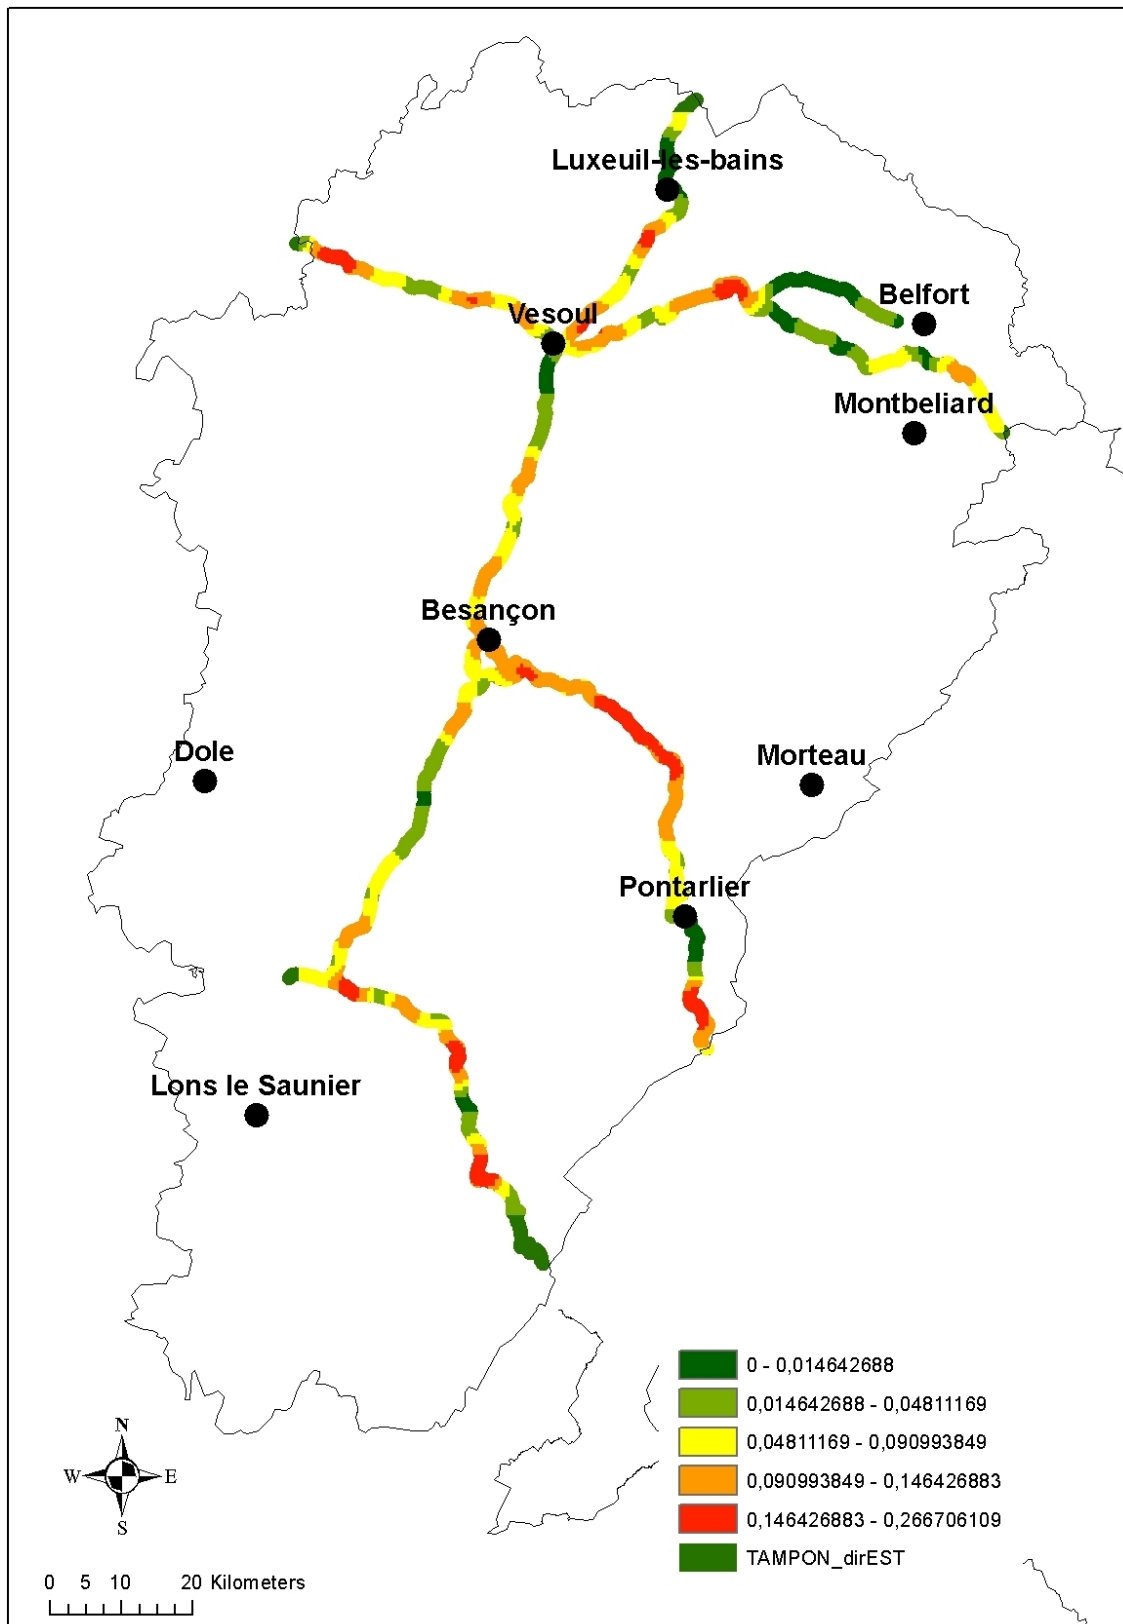 Luxeuil-les-bains
Belfort
Vesoul
Montbeliard
Besançon
Dole
Morteau
Pontarlier
Lons le Saunier
0 - 0,014642688
0,014642688 - 0,04811169
0,04811169 - 0,090993849
0,090993849 - 0,146426883
0,146426883 - 0,266706109
TAMPON_dirEST
N
W E
S
0 5 10 20 Kilometers